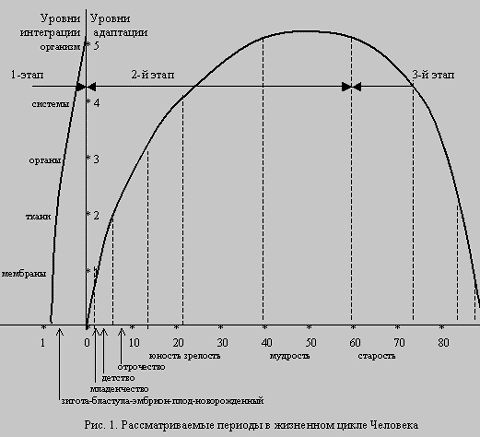 Уровни Уровни
интеграции адаптации
организм 5
1-этап 2-й этап 3-й этап
системы 4
органы 3
ткани 2
мембраны 1
1 0 10 20 30 40 50 60 70 80
юность зрелость мудрость старость
отрочество
детство
младенчество
зигота-бластула-эмбрион-плод-новорожденный
Рис. 1. Рассматриваемые периоды в жизненном цикле Человека